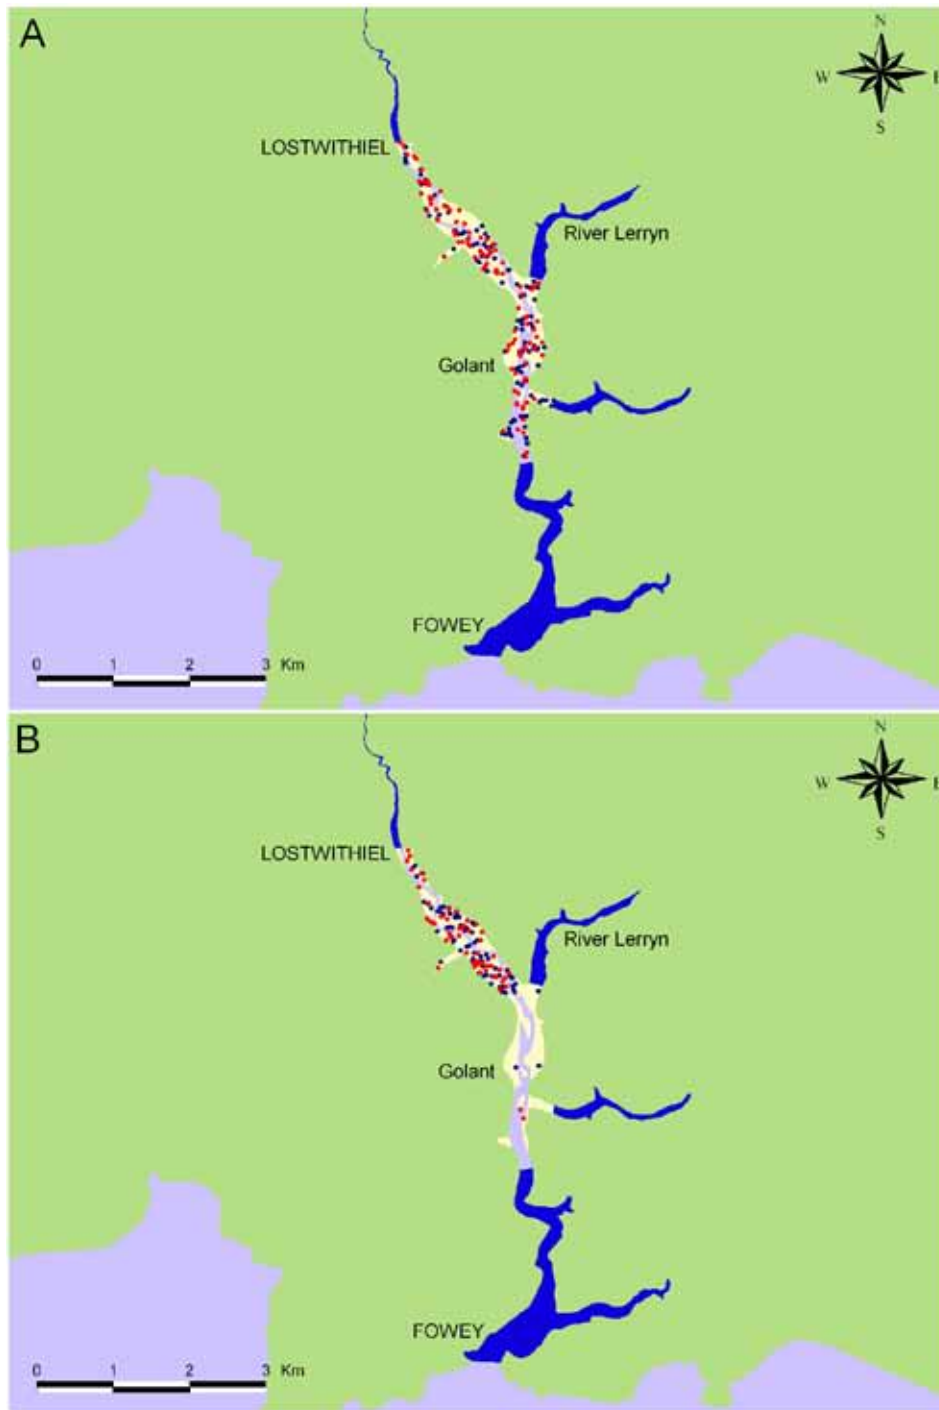 A
N
W
E
S
LOSTWITHIEL
River Lerryn
Golant
FOWEY
0 1 2 3 Km
B
N
W
E
S
LOSTWITHIEL
River Lerryn
Golant
FOWEY
0 1 2 3 Km